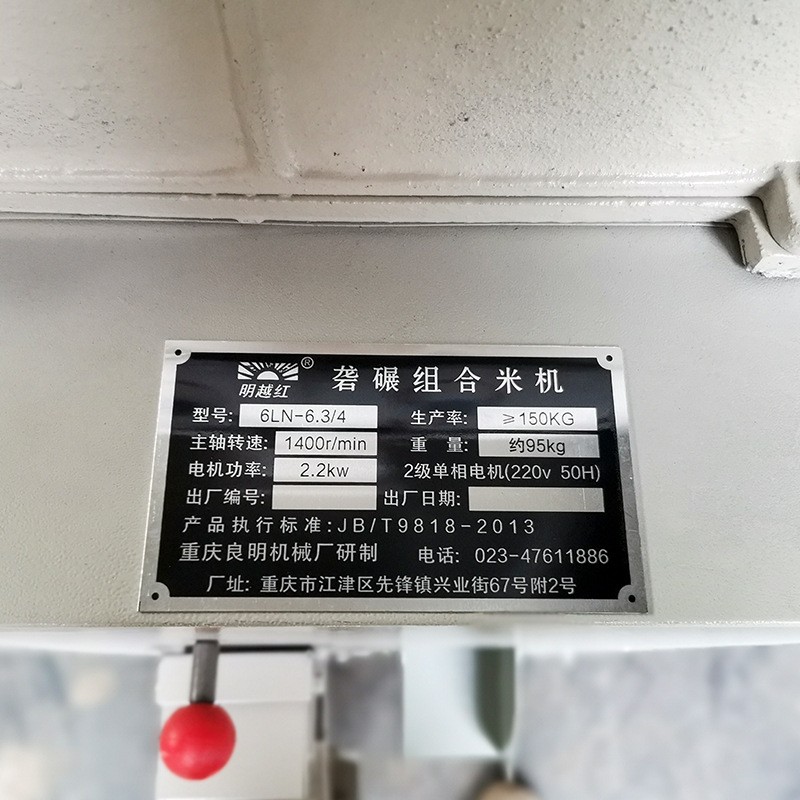 明越红® 砻碾组合米机
型号: 6LN-6.3/4 生产率: ≥150KG
主轴转速: 1400r/min 重 量: 约95kg
电机功率: 2.2kw 2级单相电机(220v 50H)
出厂编号: 出厂日期:
产品执行标准:JB/T9818-2013
重庆良明机械厂研制 电话: 023-47611886
厂址: 重庆市江津区先锋镇兴业街67号附2号